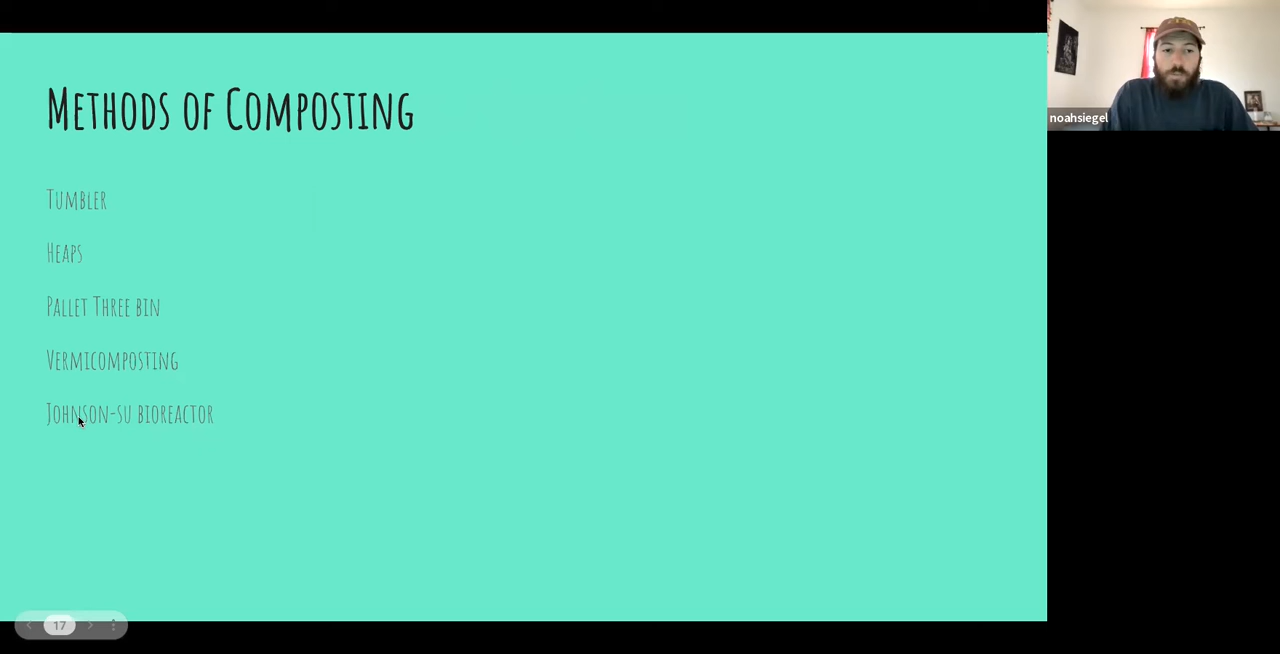 Methods of Composting
Tumbler
Heaps
Pallet Three bin
Vermicomposting
Johnson-su bioreactor
noahsiegel
17